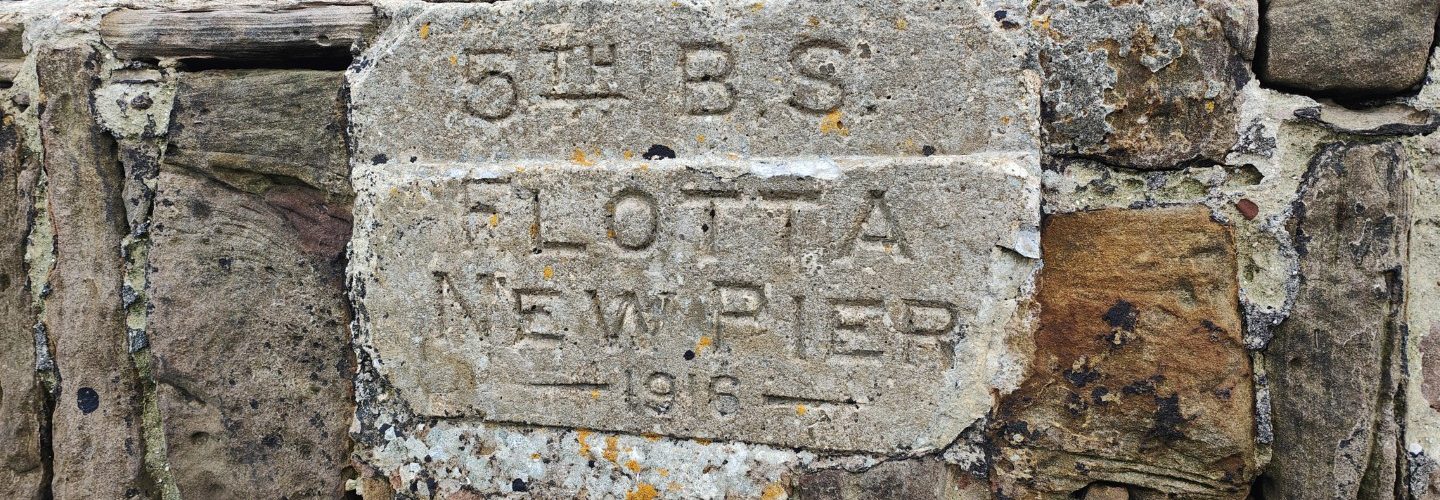 5TH B.S.
FLOTTA
NEW PIER
1916